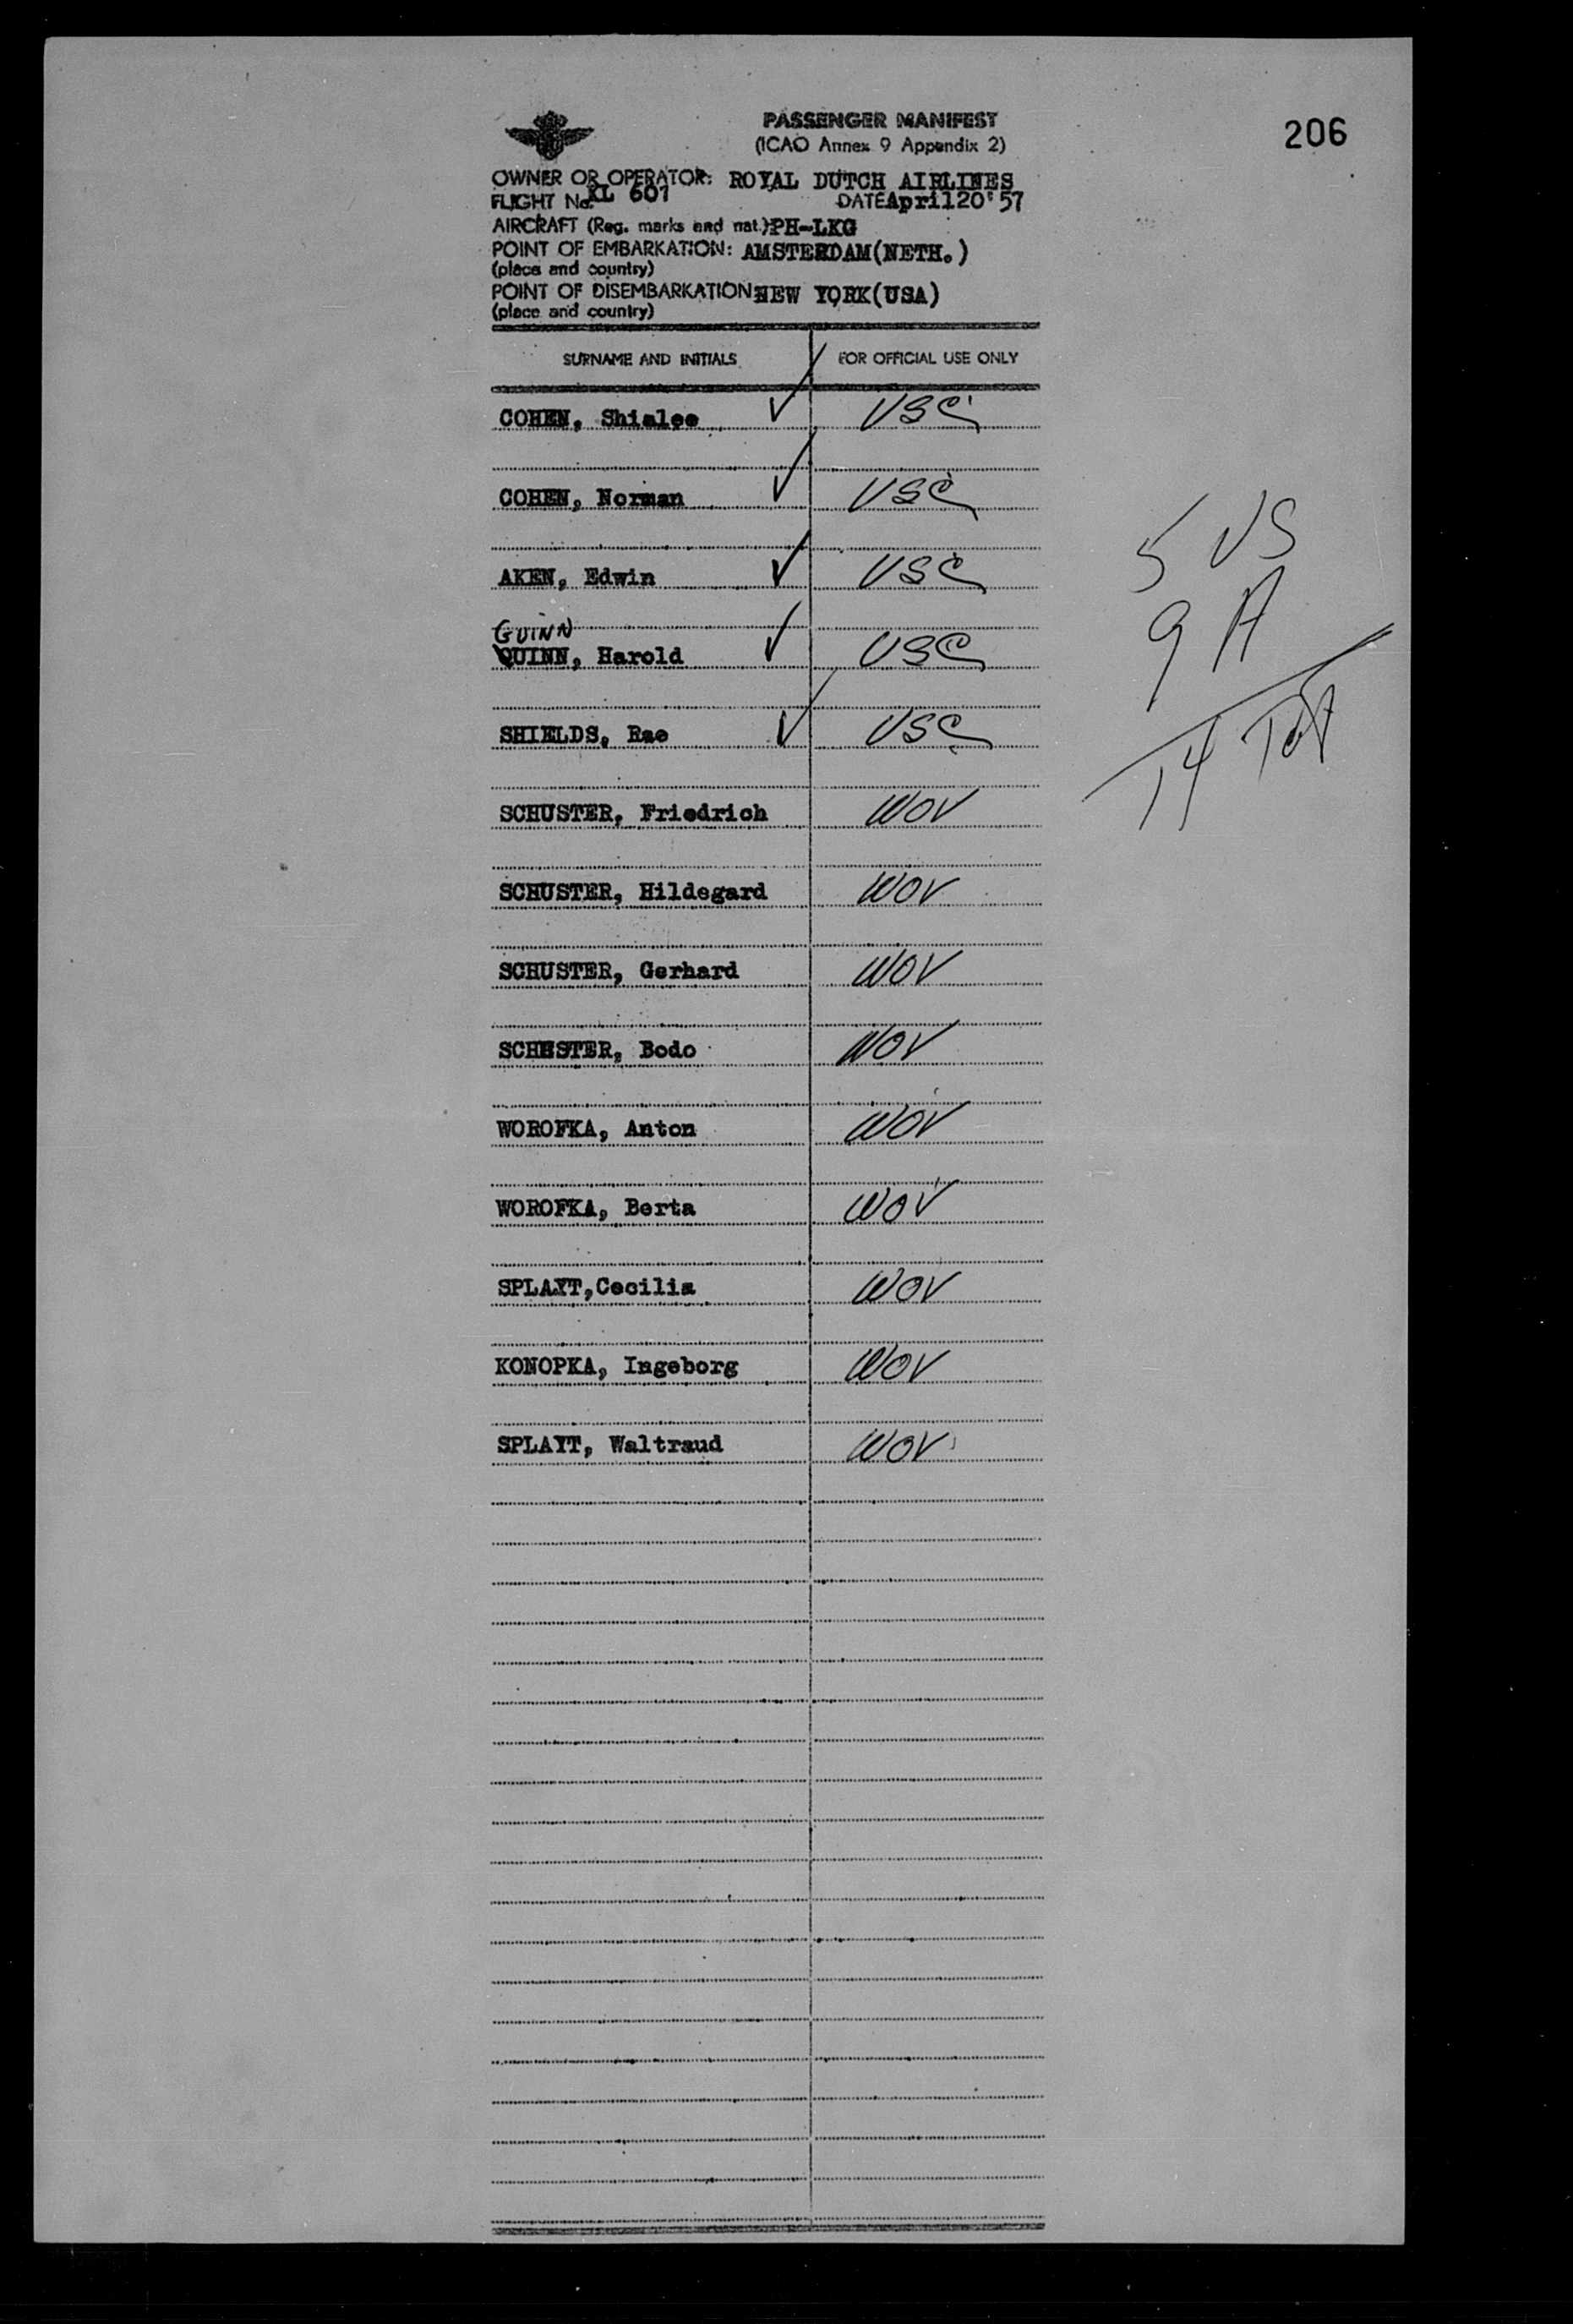 PASSENGER MANIFEST
(ICAO Annex 9 Appendix 2)
206
OWNER OR OPERATOR: ROYAL DUTCH AIRLINES
FLIGHT No. KL 601 DATE April 20' 57
AIRCRAFT (Reg. marks and nat.) PH-LKG
POINT OF EMBARKATION: AMSTERDAM (NETH.)
(place and country)
POINT OF DISEMBARKATION: NEW YORK (USA)
(place and country)
SURNAME AND INITIALS FOR OFFICIAL USE ONLY
COHEN, Shialee ✓ USC
COHEN, Norman ✓ USC
AKEN, Edwin ✓ USC
GUINN
QUINN, Harold ✓ USC
SHIELDS, Rae ✓ USC
5 US
9 A
14 Tot
SCHUSTER, Friedrich WOV
SCHUSTER, Hildegard WOV
SCHUSTER, Gerhard WOV
SCHUSTER, Bodo WOV
WOROFKA, Anton WOV
WOROFKA, Berta WOV
SPLAYT, Cecilia WOV
KONOPKA, Ingeborg WOV
SPLAYT, Waltraud WOV